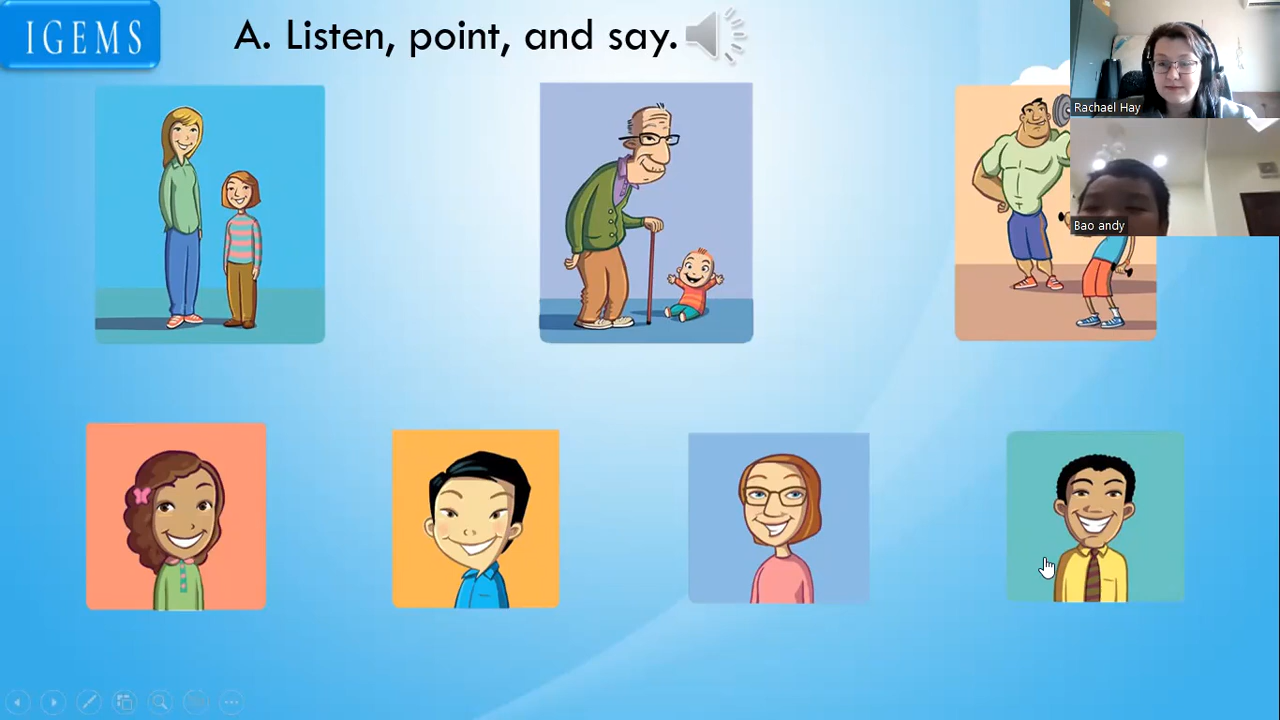 IGEMS
A. Listen, point, and say.
Rachael Hay
Bao andy